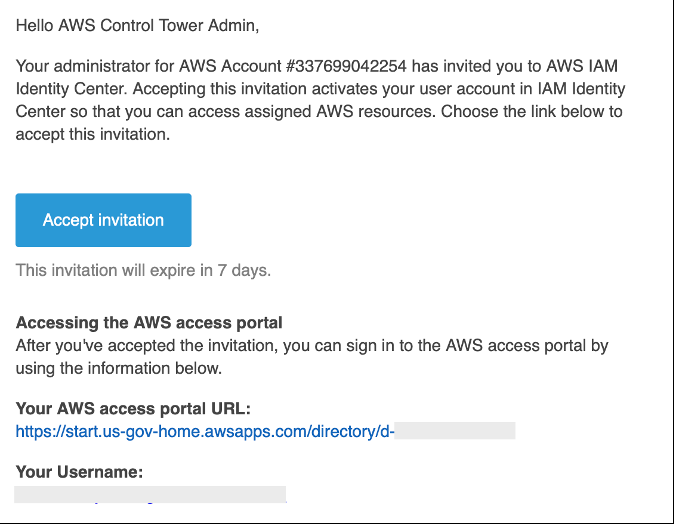 Hello AWS Control Tower Admin,
Your administrator for AWS Account #337699042254 has invited you to AWS IAM
Identity Center. Accepting this invitation activates your user account in IAM Identity
Center so that you can access assigned AWS resources. Choose the link below to
accept this invitation.
Accept invitation
This invitation will expire in 7 days.
Accessing the AWS access portal
After you've accepted the invitation, you can sign in to the AWS access portal by
using the information below.
Your AWS access portal URL:
https://start.us-gov-home.awsapps.com/directory/d-
Your Username: